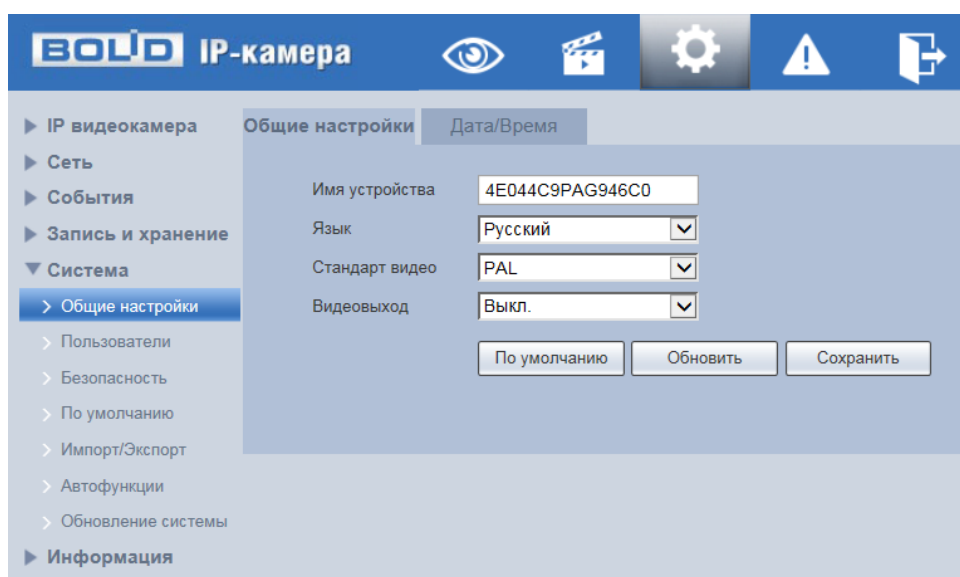 BOLID IP-камера
IP видеокамера
Сеть
События
Запись и хранение
Система
Общие настройки
Пользователи
Безопасность
По умолчанию
Импорт/Экспорт
Автофункции
Обновление системы
Информация
Общие настройки Дата/Время
Имя устройства 4E044C9PAG946C0
Язык Русский
Стандарт видео PAL
Видеовыход Выкл.
По умолчанию Обновить Сохранить